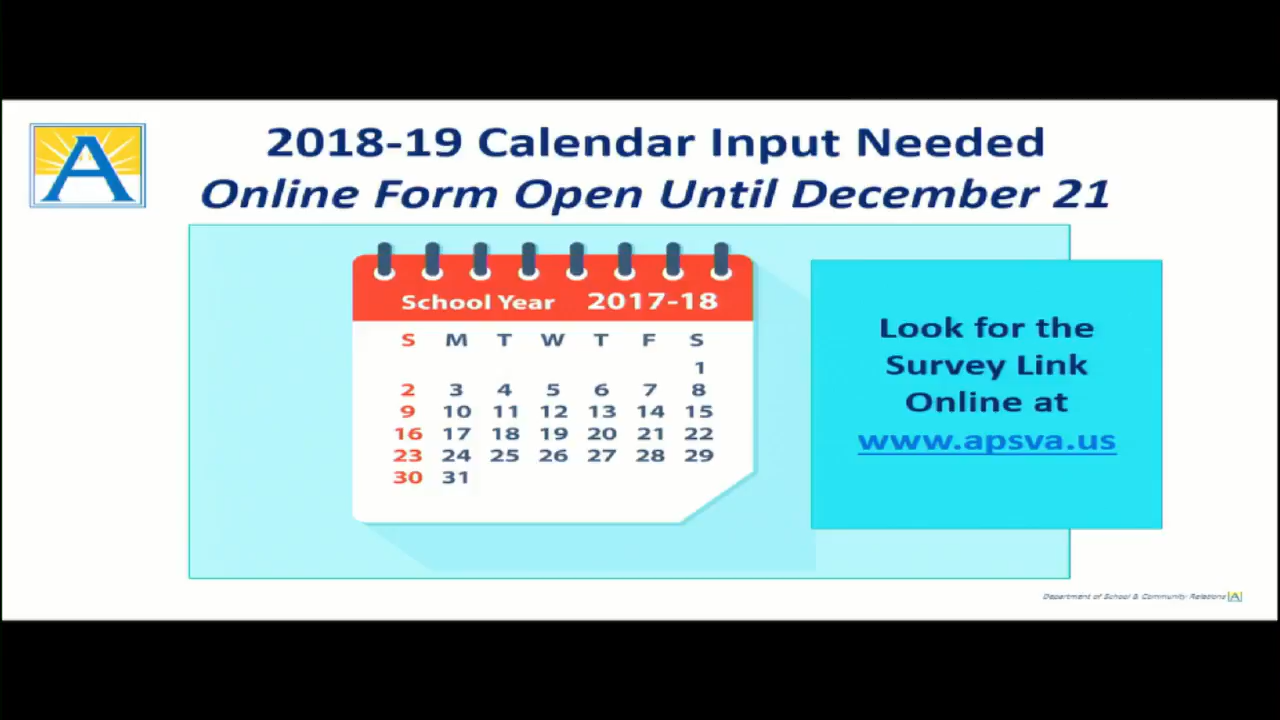 A
2018-19 Calendar Input Needed
Online Form Open Until December 21
School Year 2017-18
S M T W T F S
1
2 3 4 5 6 7 8
9 10 11 12 13 14 15
16 17 18 19 20 21 22
23 24 25 26 27 28 29
30 31
Look for the
Survey Link
Online at
www.apsva.us
Department of School & Community Relations A